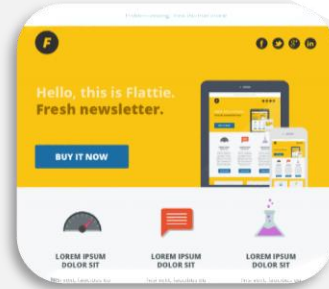 F
Hello, this is Flattie.
Fresh newsletter.
BUY IT NOW
LOREM IPSUM
DOLOR SIT
LOREM IPSUM
DOLOR SIT
LOREM IPSUM
DOLOR SIT